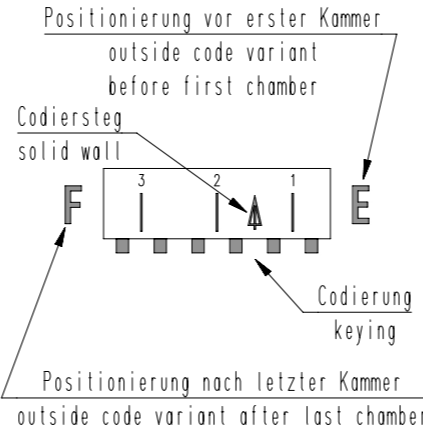 Positionierung vor erster Kammer
outside code variant
before first chamber
Codiersteg
solid wall
3 2 1
F E
Codierung
keying
Positionierung nach letzter Kammer
outside code variant after last chamber